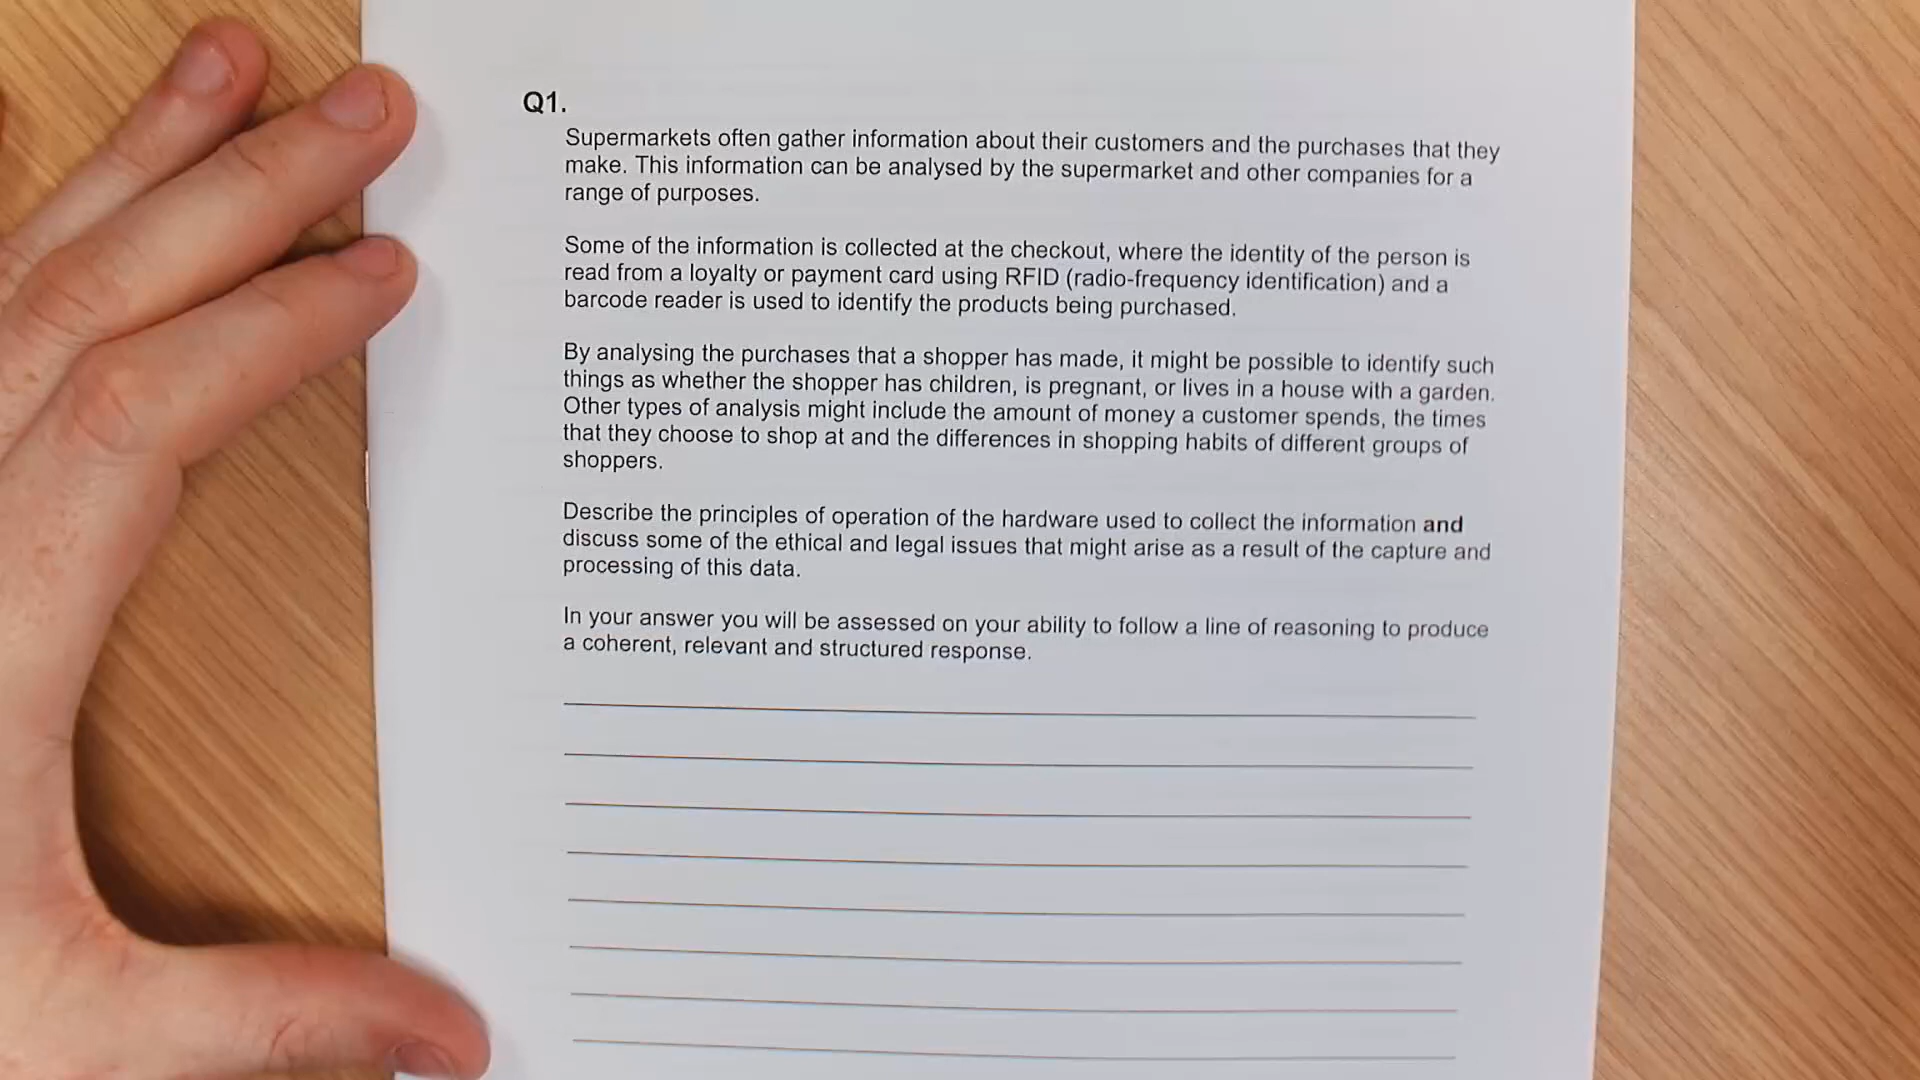 Q1.
Supermarkets often gather information about their customers and the purchases that they
make. This information can be analysed by the supermarket and other companies for a
range of purposes.
Some of the information is collected at the checkout, where the identity of the person is
read from a loyalty or payment card using RFID (radio-frequency identification) and a
barcode reader is used to identify the products being purchased.
By analysing the purchases that a shopper has made, it might be possible to identify such
things as whether the shopper has children, is pregnant, or lives in a house with a garden.
Other types of analysis might include the amount of money a customer spends, the times
that they choose to shop at and the differences in shopping habits of different groups of
shoppers.
Describe the principles of operation of the hardware used to collect the information and
discuss some of the ethical and legal issues that might arise as a result of the capture and
processing of this data.
In your answer you will be assessed on your ability to follow a line of reasoning to produce
a coherent, relevant and structured response.